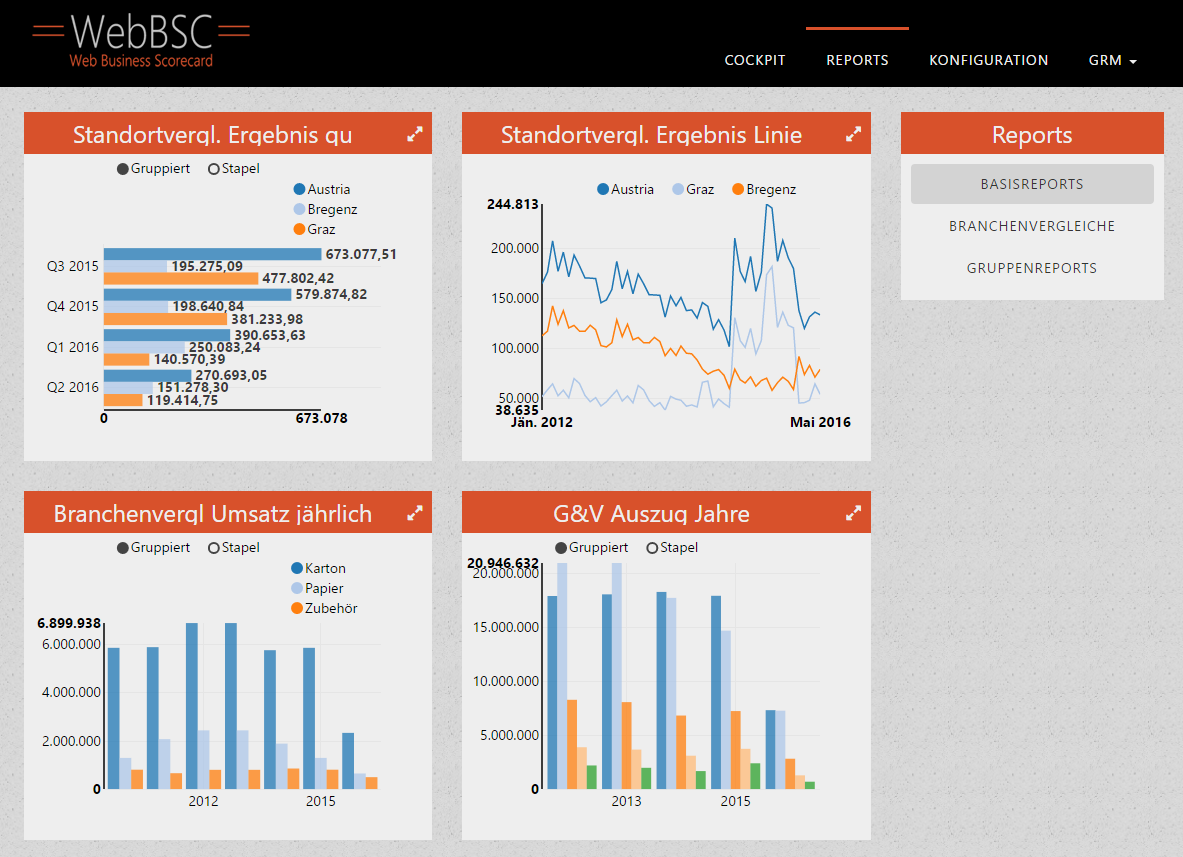 WebBSC
Web Business Scorecard
COCKPIT REPORTS KONFIGURATION GRM
Standortvergl. Ergebnis qu
Gruppiert Stapel
Austria
Bregenz
Graz
Q3 2015
673.077,51
195.275,09
477.802,42
Q4 2015
579.874,82
198.640,84
381.233,98
Q1 2016
390.653,63
250.083,24
140.570,39
Q2 2016
270.693,05
151.278,30
119.414,75
0 673.078
Standortvergl. Ergebnis Linie
Austria Graz Bregenz
244.813
200.000
150.000
100.000
50.000
38.635
Jän. 2012 Mai 2016
Reports
BASISREPORTS
BRANCHENVERGLEICHE
GRUPPENREPORTS
Branchenvergl Umsatz jährlich
Gruppiert Stapel
Karton
Papier
Zubehör
6.899.938
6.000.000
4.000.000
2.000.000
0
2012 2015
G&V Auszug Jahre
Gruppiert Stapel
20.946.632
20.000.000
15.000.000
10.000.000
5.000.000
0
2013 2015